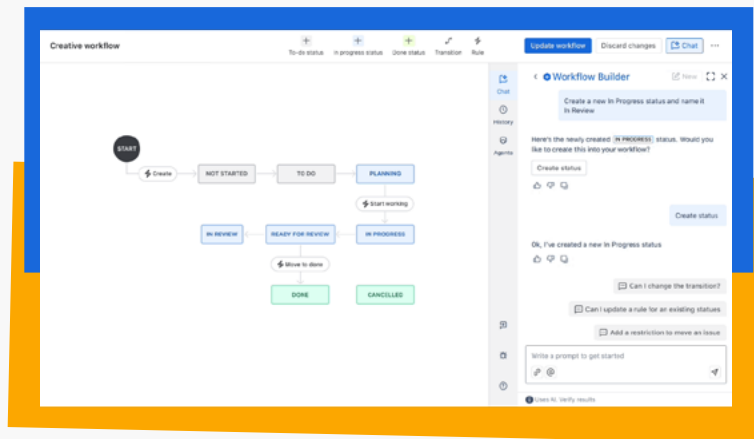 Creative workflow
To-do status
In progress status
Done status
Transition
Rule
Update workflow
Discard changes
Chat
START
Create
NOT STARTED
TO DO
PLANNING
Start working
IN REVIEW
READY FOR REVIEW
IN PROGRESS
Move to done
DONE
CANCELLED
Chat
History
Agents
Workflow Builder
New
Create a new In Progress status and name it
In Review
Here's the newly created IN PROGRESS status. Would you
like to create this into your workflow?
Create status
Create status
Ok, I've created a new In Progress status
Can I change the transition?
Can I update a rule for an existing statues
Add a restriction to move an issue
Write a prompt to get started
Uses AI. Verify results